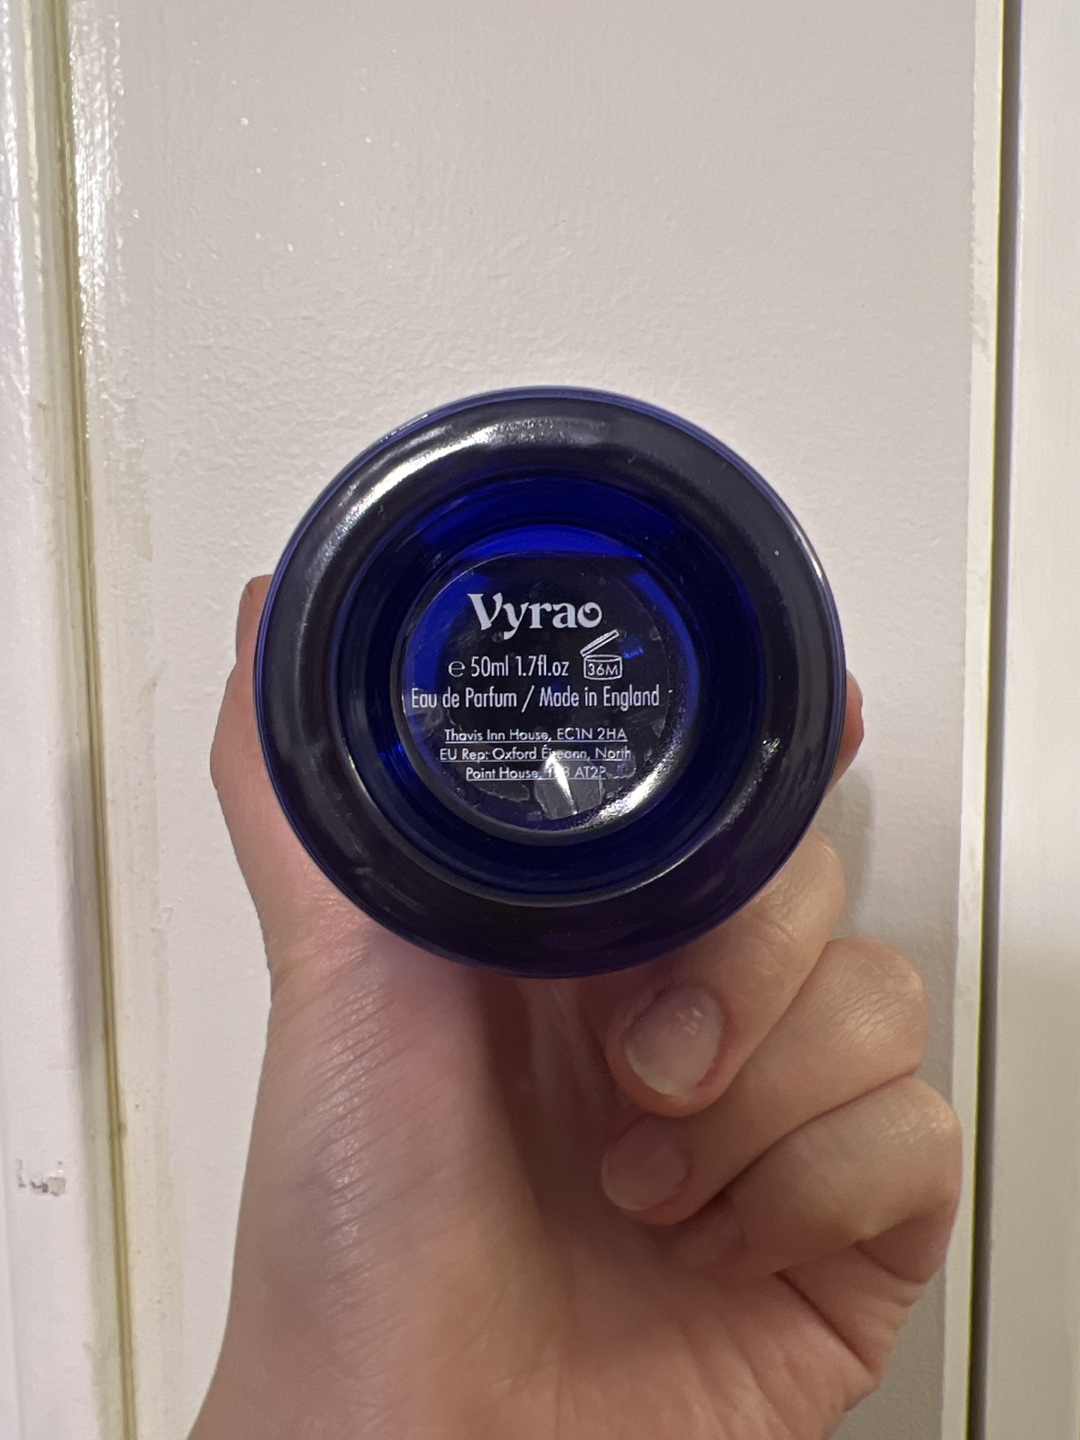 Vyrao
℮ 50ml 1.7fl.oz 36M
Eau de Parfum / Made in England
Thavis Inn House, EC1N 2HA
EU Rep: Oxford Éireann, North
Point House, AT2P